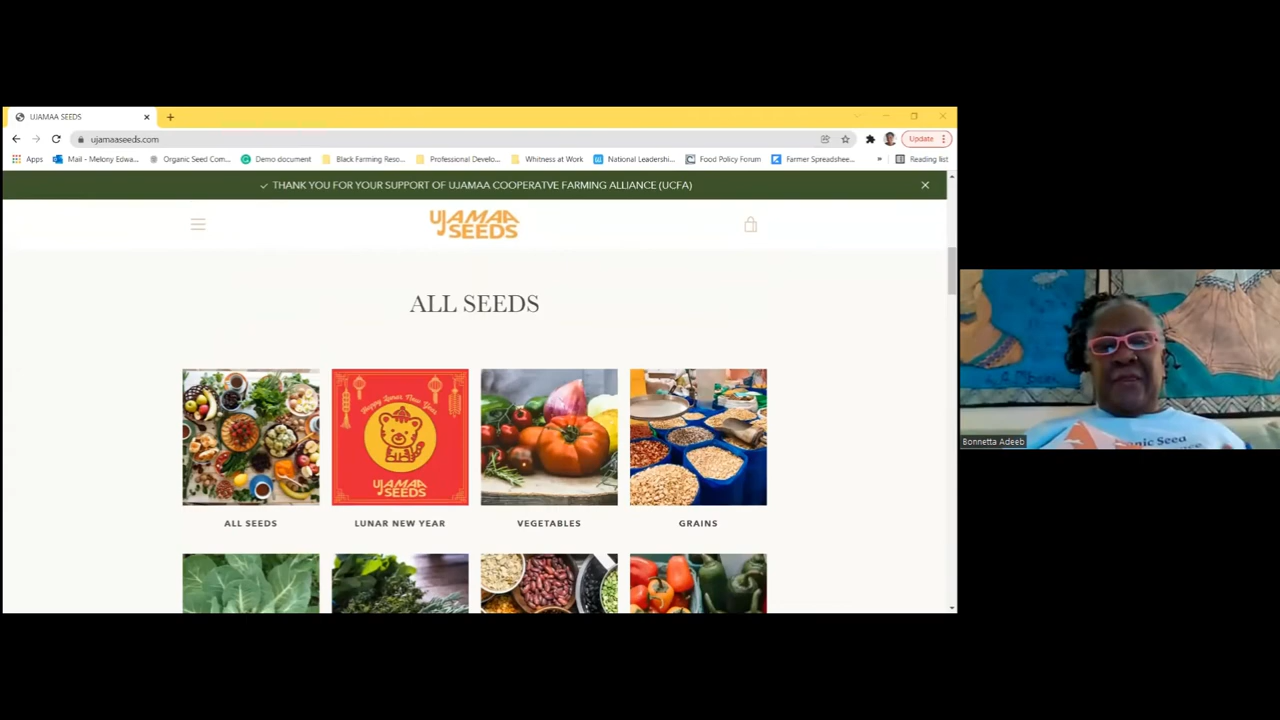 UJAMAA SEEDS
ujamaaseeds.com
Update
Apps
Mail - Melony Edwa...
Organic Seed Com...
Demo document
Black Farming Reso...
Professional Develo...
Whitness at Work
National Leadershi...
Food Policy Forum
Farmer Spreadshee...
Reading list
THANK YOU FOR YOUR SUPPORT OF UJAMAA COOPERATVE FARMING ALLIANCE (UCFA)
UJAMAA
SEEDS
ALL SEEDS
Happy Lunar New Year
UJAMAA
SEEDS
ALL SEEDS
LUNAR NEW YEAR
VEGETABLES
GRAINS
Seed
Bonnetta Adeeb